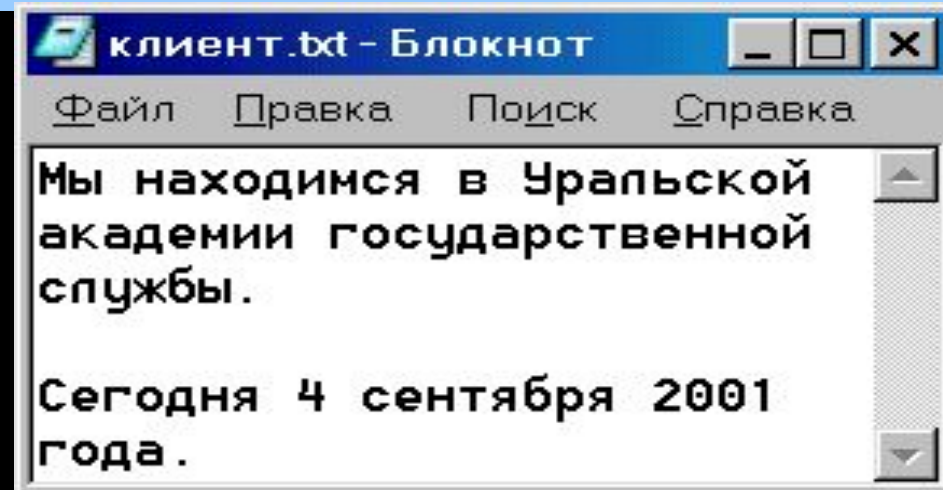 клиент.txt - Блокнот
Файл Правка Поиск Справка
Мы находимся в Уральской
академии государственной
службы.
Сегодня 4 сентября 2001
года.